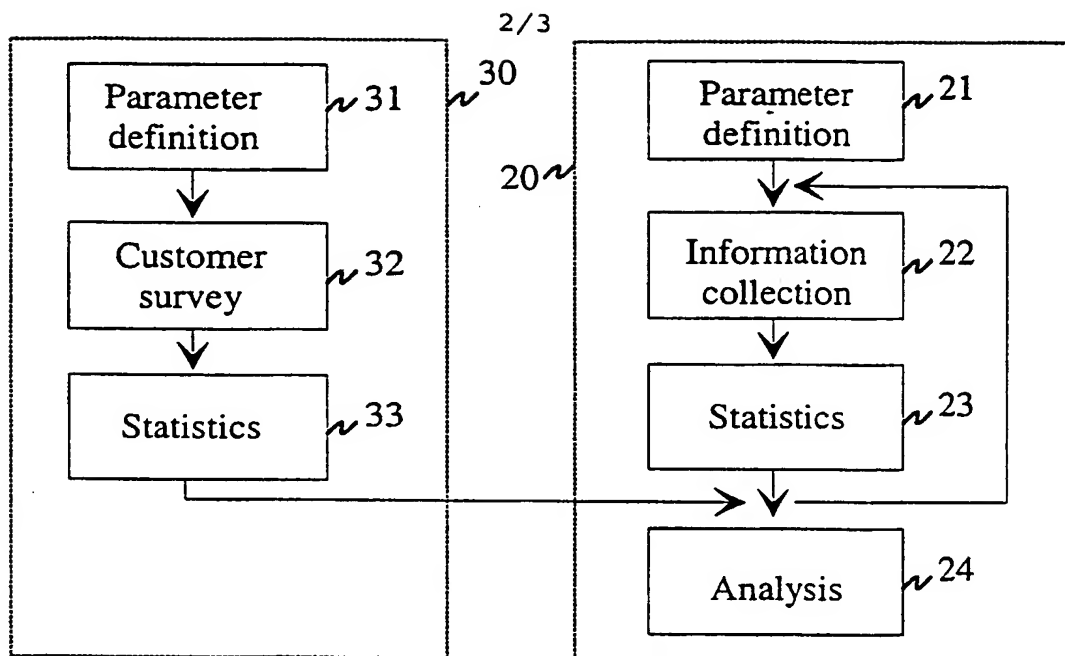 2/3
30
Parameter
definition
31
Customer
survey
32
Statistics
33
20
Parameter
definition
21
Information
collection
22
Statistics
23
Analysis
24